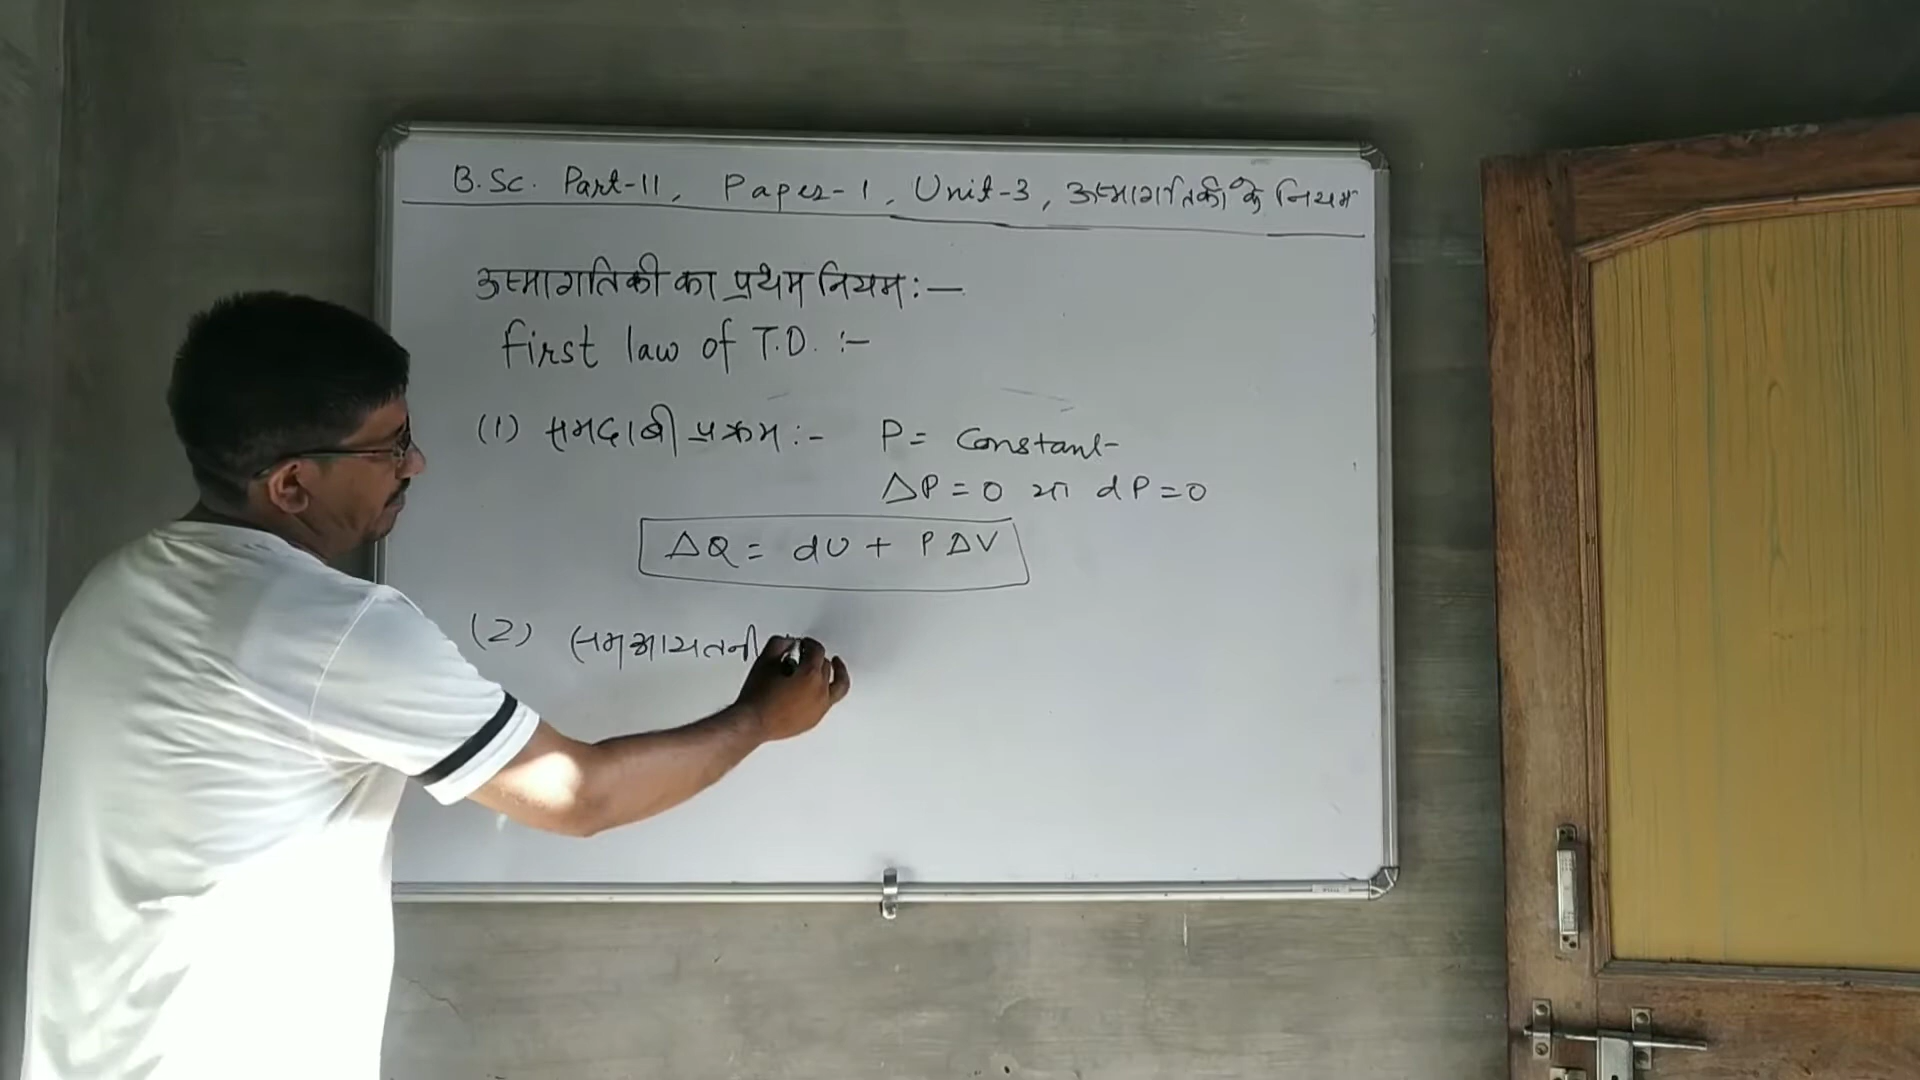 B.Sc. Part-II, Paper-1, Unit-3, ऊष्मागतिकी के नियम
ऊष्मागतिकी का प्रथम नियम:—
first law of T.D. :-
(1) समदाबी प्रक्रम :- P = Constant
ΔP = 0 या dP = 0
ΔQ = dU + PΔV
(2) समआयतनी